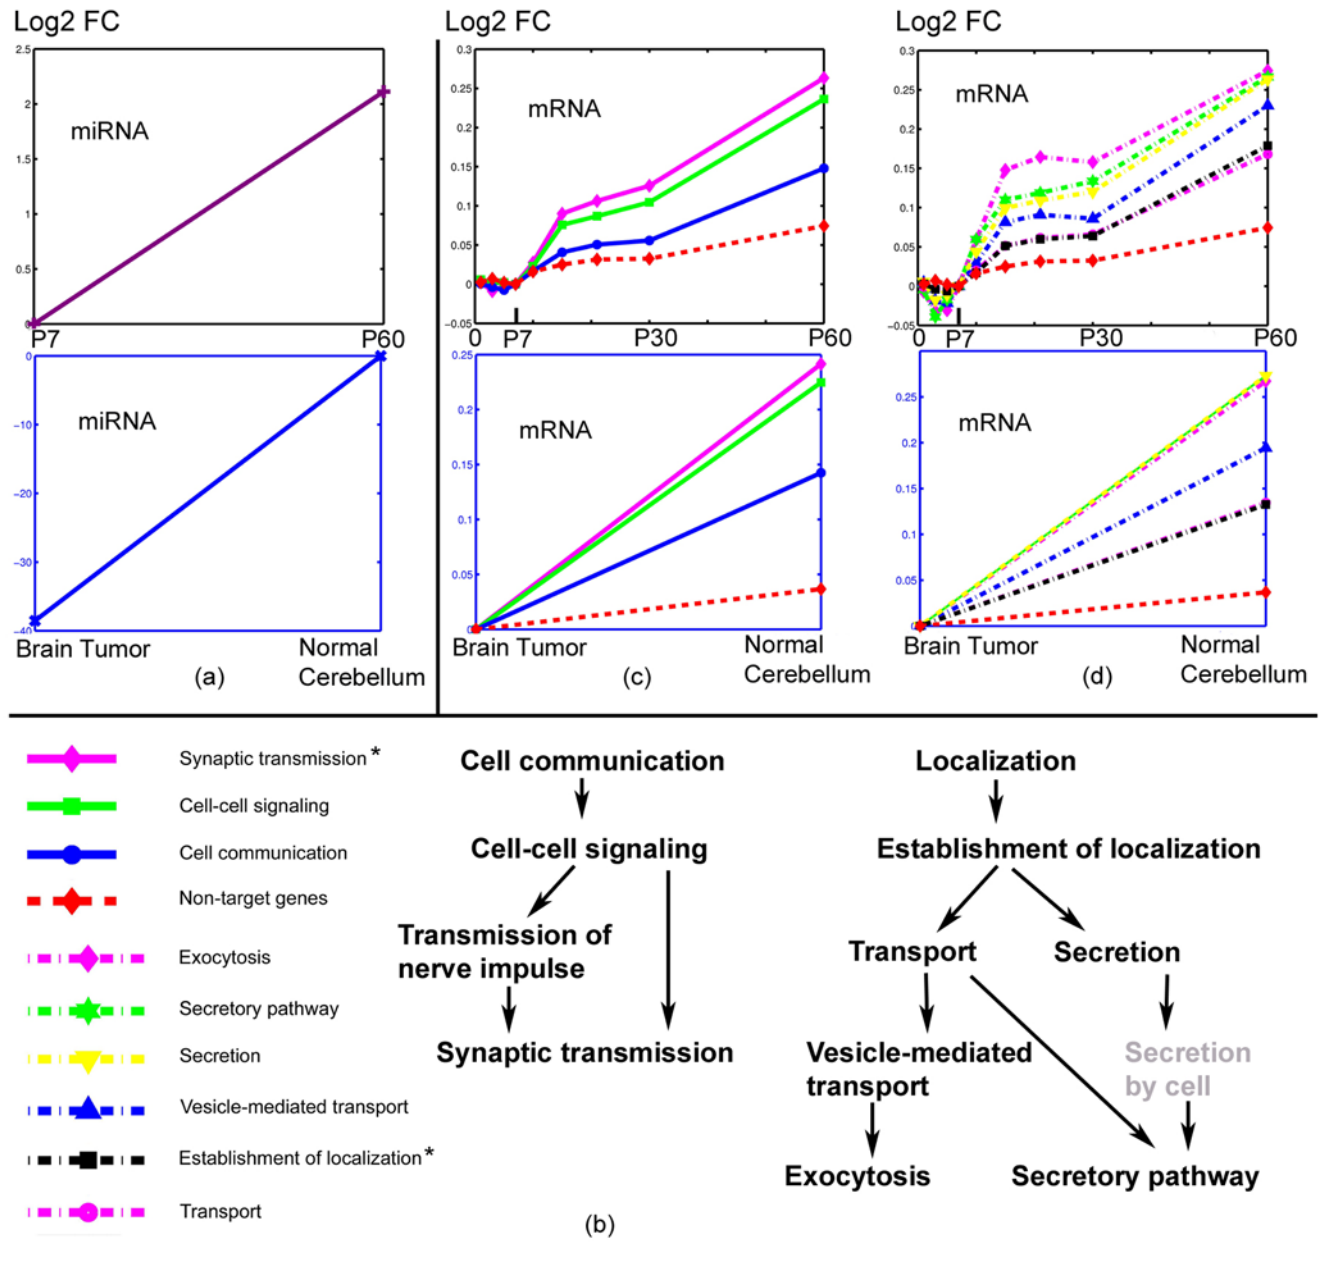 Log2 FC
2.5
2
1.5
1
0.5
0
miRNA
P7
P60
0
−10
−20
−30
−40
miRNA
Brain Tumor
Normal
Cerebellum
(a)
Log2 FC
0.3
0.25
0.2
0.15
0.1
0.05
0
−0.05
mRNA
0
P7
P30
P60
0.25
0.2
0.15
0.1
0.05
0
mRNA
Brain Tumor
Normal
Cerebellum
(c)
Log2 FC
0.3
0.25
0.2
0.15
0.1
0.05
0
−0.05
mRNA
0
P7
P30
P60
0.25
0.2
0.15
0.1
0.05
0
mRNA
Brain Tumor
Normal
Cerebellum
(d)
Synaptic transmission*
Cell-cell signaling
Cell communication
Non-target genes
Exocytosis
Secretory pathway
Secretion
Vesicle-mediated transport
Establishment of localization*
Transport
Cell communication
Cell-cell signaling
Transmission of
nerve impulse
Synaptic transmission
Localization
Establishment of localization
Transport
Secretion
Vesicle-mediated
transport
Secretion
by cell
Exocytosis
Secretory pathway
(b)